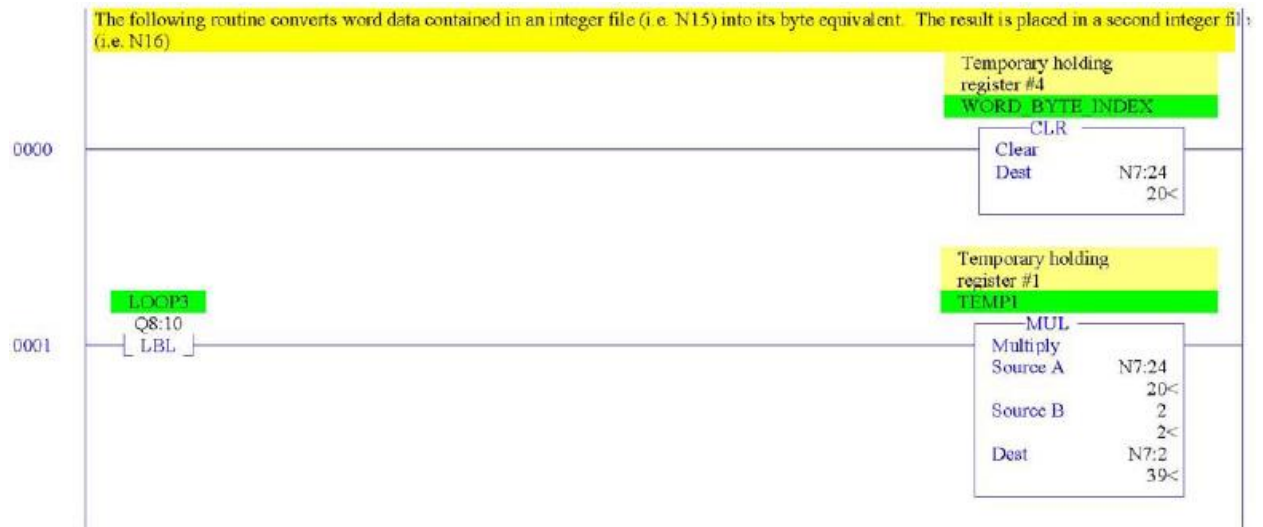 The following routine converts word data contained in an integer file (i.e. N15) into its byte equivalent. The result is placed in a second integer file
(i.e. N16)
Temporary holding
register #4
WORD_BYTE_INDEX
CLR
0000
Clear
Dest N7:24
20<
Temporary holding
register #1
LOOP3
TEMP1
Q8:10
MUL
0001
LBL
Multiply
Source A N7:24
20<
Source B 2
2<
Dest N7:2
39<